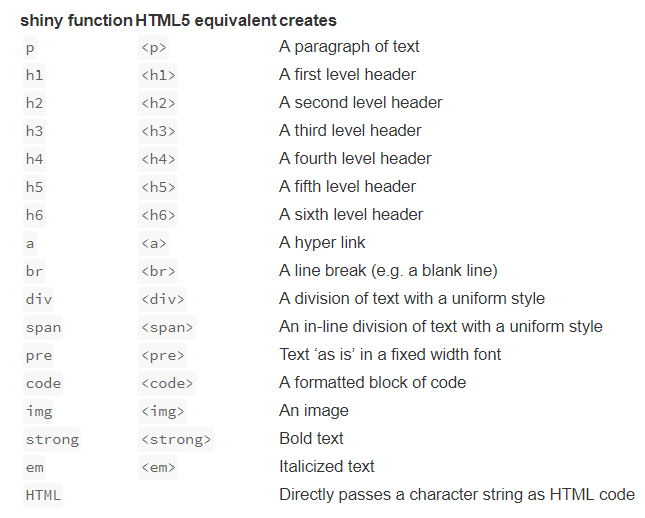 shiny function HTML5 equivalent creates
p <p> A paragraph of text
h1 <h1> A first level header
h2 <h2> A second level header
h3 <h3> A third level header
h4 <h4> A fourth level header
h5 <h5> A fifth level header
h6 <h6> A sixth level header
a <a> A hyper link
br <br> A line break (e.g. a blank line)
div <div> A division of text with a uniform style
span <span> An in-line division of text with a uniform style
pre <pre> Text ‘as is’ in a fixed width font
code <code> A formatted block of code
img <img> An image
strong <strong> Bold text
em <em> Italicized text
HTML Directly passes a character string as HTML code